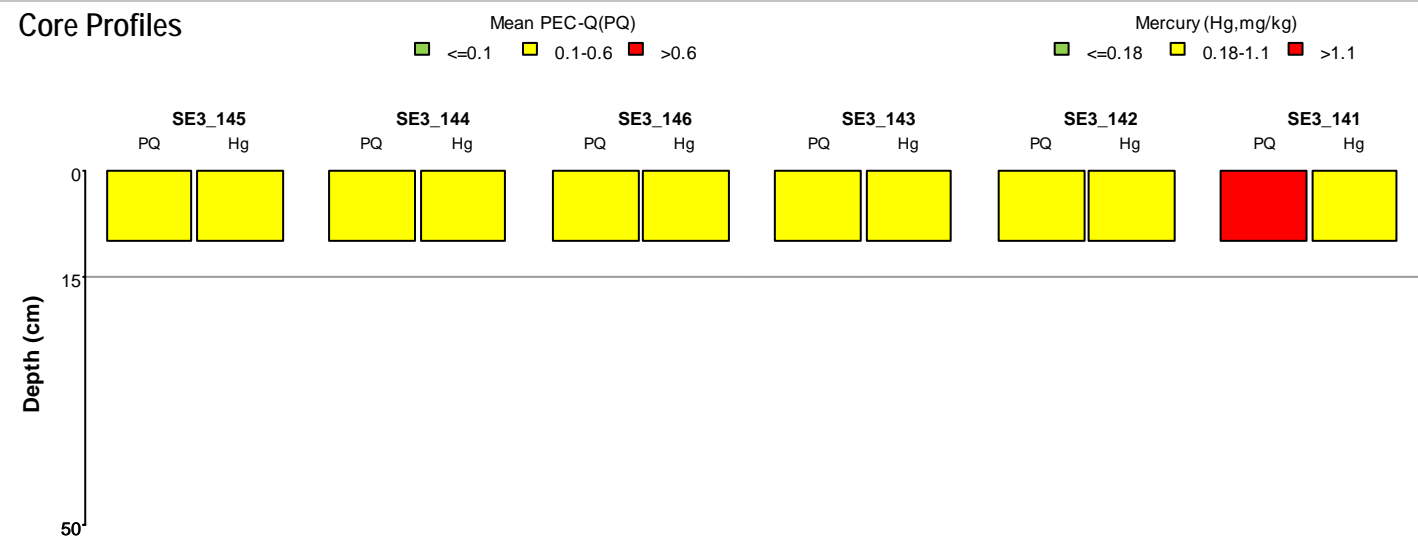 Core Profiles
Mean PEC-Q(PQ)
<=0.1 0.1-0.6 >0.6
Mercury (Hg,mg/kg)
<=0.18 0.18-1.1 >1.1
SE3_145 SE3_144 SE3_146 SE3_143 SE3_142 SE3_141
PQ Hg PQ Hg PQ Hg PQ Hg PQ Hg PQ Hg
0
15
Depth (cm)
50